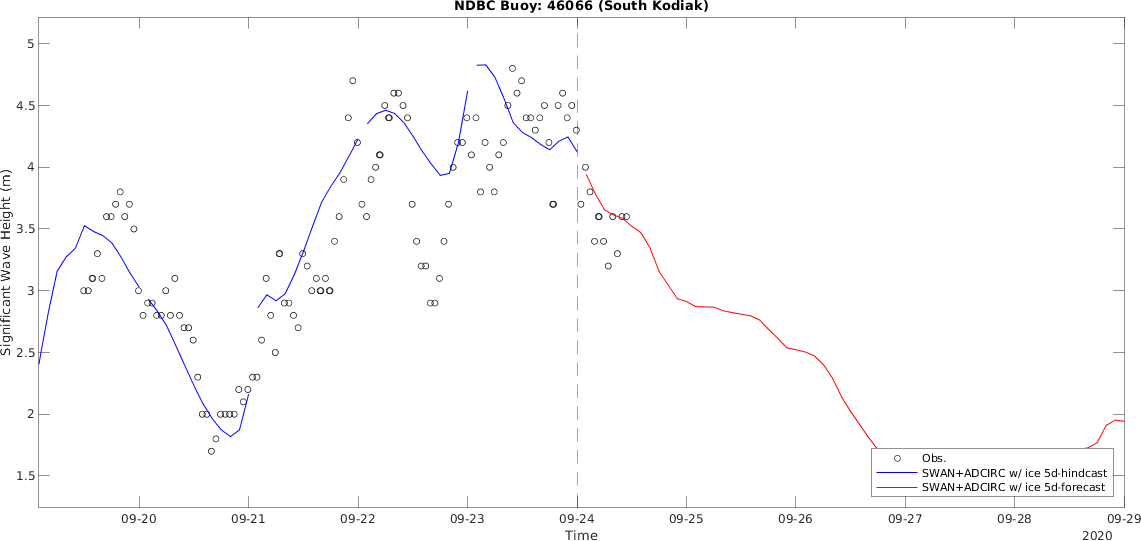 NDBC Buoy: 46066 (South Kodiak)
Significant Wave Height (m)
5
4.5
4
3.5
3
2.5
2
1.5
Obs.
SWAN+ADCIRC w/ ice 5d-hindcast
SWAN+ADCIRC w/ ice 5d-forecast
09-20 09-21 09-22 09-23 09-24 09-25 09-26 09-27 09-28 09-29
Time
2020